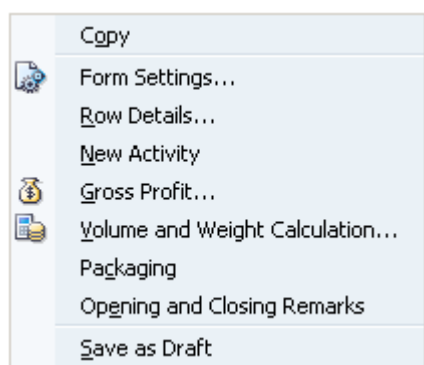 Copy
Form Settings...
Row Details...
New Activity
Gross Profit...
Volume and Weight Calculation...
Packaging
Opening and Closing Remarks
Save as Draft